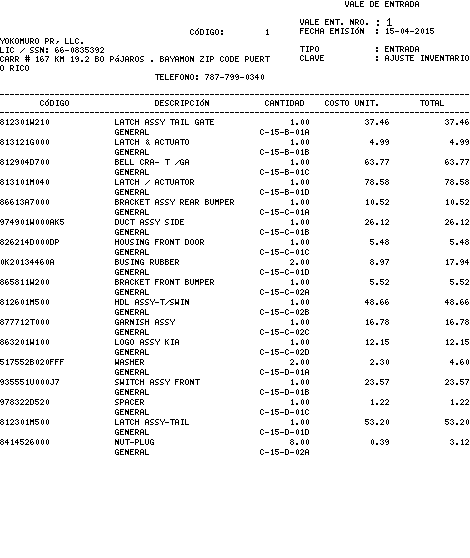 VALE DE ENTRADA
VALE ENT. NRO. : 1
CÓDIGO: 1 FECHA EMISIÓN : 15-04-2015
YOKOMURO PR, LLC.
LIC / SSN: 66-0835392 TIPO : ENTRADA
CARR # 167 KM 19.2 BO PáJAROS . BAYAMON ZIP CODE PUERT CLAVE : AJUSTE INVENTARIO
O RICO
TELEFONO: 787-799-0340
CÓDIGO DESCRIPCIÓN CANTIDAD COSTO UNIT. TOTAL
812301W210 LATCH ASSY TAIL GATE 1.00 37.46 37.46
GENERAL C-15-B-01A
813121G000 LATCH & ACTUATO 1.00 4.99 4.99
GENERAL C-15-B-01B
812904D700 BELL CRA- T /GA 1.00 63.77 63.77
GENERAL C-15-B-01C
813101M040 LATCH / ACTUATOR 1.00 78.58 78.58
GENERAL C-15-B-01D
86613A7000 BRACKET ASSY REAR BUMPER 1.00 10.52 10.52
GENERAL C-15-C-01A
974901W000AK5 DUCT ASSY SIDE 1.00 26.12 26.12
GENERAL C-15-C-01B
826214D000DP HOUSING FRONT DOOR 1.00 5.48 5.48
GENERAL C-15-C-01C
0K20134460A BUSING RUBBER 2.00 8.97 17.94
GENERAL C-15-C-01D
865811W200 BRACKET FRONT BUMPER 1.00 5.52 5.52
GENERAL C-15-C-02A
812601M500 HDL ASSY-T/SWIN 1.00 48.66 48.66
GENERAL C-15-C-02B
877712T000 GARNISH ASSY 1.00 16.78 16.78
GENERAL C-15-C-02C
863201W100 LOGO ASSY KIA 1.00 12.15 12.15
GENERAL C-15-C-02D
517552B020FFF WASHER 2.00 2.30 4.60
GENERAL C-15-D-01A
935551U000J7 SWITCH ASSY FRONT 1.00 23.57 23.57
GENERAL C-15-D-01B
978322D520 SPACER 1.00 1.22 1.22
GENERAL C-15-D-01C
812301M500 LATCH ASSY-TAIL 1.00 53.20 53.20
GENERAL C-15-D-01D
8414526000 NUT-PLUG 8.00 0.39 3.12
GENERAL C-15-D-02A